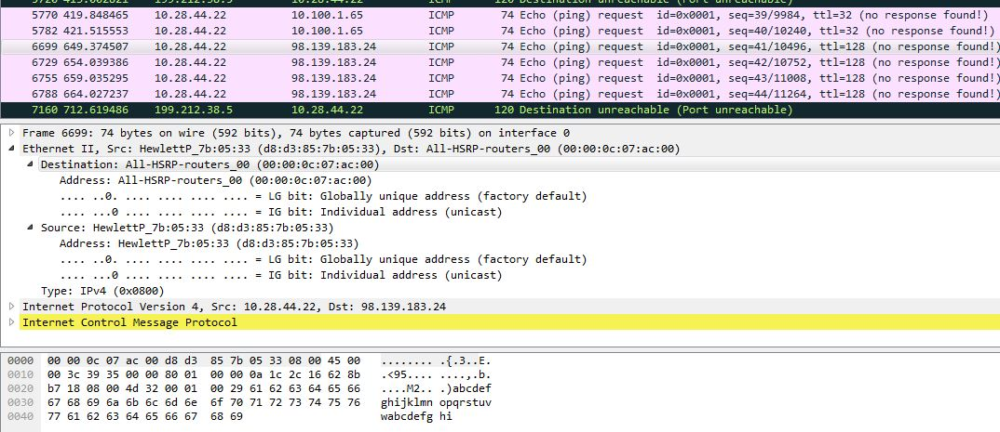 5770 419.848465 10.28.44.22 10.100.1.65 ICMP 74 Echo (ping) request id=0x0001, seq=39/9984, ttl=32 (no response found!)
5782 421.515553 10.28.44.22 10.100.1.65 ICMP 74 Echo (ping) request id=0x0001, seq=40/10240, ttl=32 (no response found!)
6699 649.374507 10.28.44.22 98.139.183.24 ICMP 74 Echo (ping) request id=0x0001, seq=41/10496, ttl=128 (no response found!)
6729 654.039386 10.28.44.22 98.139.183.24 ICMP 74 Echo (ping) request id=0x0001, seq=42/10752, ttl=128 (no response found!)
6755 659.035295 10.28.44.22 98.139.183.24 ICMP 74 Echo (ping) request id=0x0001, seq=43/11008, ttl=128 (no response found!)
6788 664.027237 10.28.44.22 98.139.183.24 ICMP 74 Echo (ping) request id=0x0001, seq=44/11264, ttl=128 (no response found!)
7160 712.619486 199.212.38.5 10.28.44.22 ICMP 120 Destination unreachable (Port unreachable)
Frame 6699: 74 bytes on wire (592 bits), 74 bytes captured (592 bits) on interface 0
Ethernet II, Src: HewlettP_7b:05:33 (d8:d3:85:7b:05:33), Dst: All-HSRP-routers_00 (00:00:0c:07:ac:00)
Destination: All-HSRP-routers_00 (00:00:0c:07:ac:00)
Address: All-HSRP-routers_00 (00:00:0c:07:ac:00)
.... ..0. .... .... .... .... = LG bit: Globally unique address (factory default)
.... ...0 .... .... .... .... = IG bit: Individual address (unicast)
Source: HewlettP_7b:05:33 (d8:d3:85:7b:05:33)
Address: HewlettP_7b:05:33 (d8:d3:85:7b:05:33)
.... ..0. .... .... .... .... = LG bit: Globally unique address (factory default)
.... ...0 .... .... .... .... = IG bit: Individual address (unicast)
Type: IPv4 (0x0800)
Internet Protocol Version 4, Src: 10.28.44.22, Dst: 98.139.183.24
Internet Control Message Protocol
0000 00 00 0c 07 ac 00 d8 d3 85 7b 05 33 08 00 45 00 ........ .{.3..E.
0010 00 3c 39 35 00 00 80 01 00 00 0a 1c 2c 16 62 8b .<95.... ....,.b.
0020 b7 18 08 00 4d 32 00 01 00 29 61 62 63 64 65 66 ....M2.. .)abcdef
0030 67 68 69 6a 6b 6c 6d 6e 6f 70 71 72 73 74 75 76 ghijklmn opqrstuv
0040 77 61 62 63 64 65 66 67 68 69 wabcdefg hi